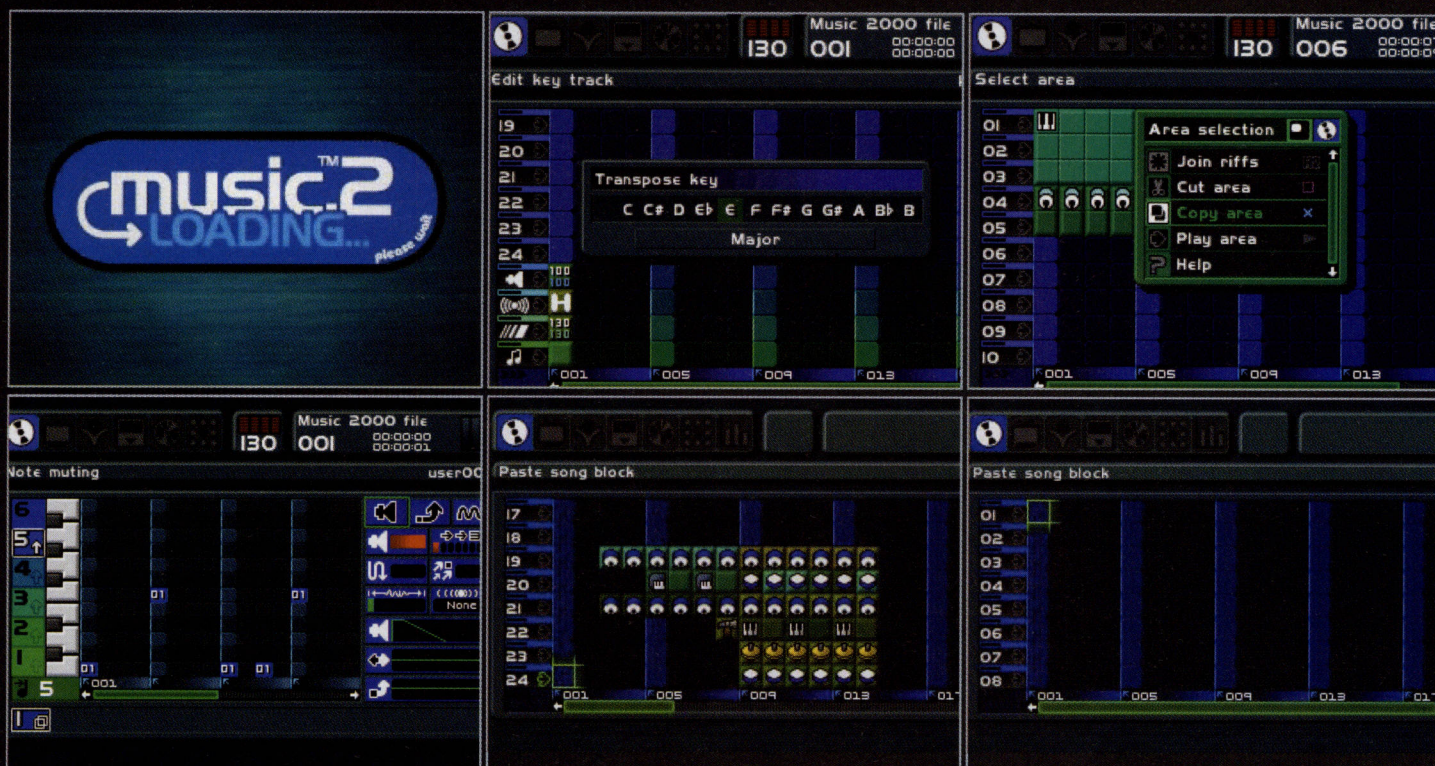 music.2™
LOADING...
please wait
130
Music 2000 file
001
00:00:00
00:00:00
Edit key track
19
20
21
22
23
24
Transpose key
C C# D E♭ E F F# G G# A B♭ B
Major
100
100
H
130
130
001 005 009 013
130
Music 2000 file
006
Select area
01
02
03
04
05
06
07
08
09
10
Area selection
Join riffs
Cut area
Copy area
Play area
Help
001 005 009 013
130
Music 2000 file
001
00:00:00
00:00:01
Note muting
6
5
4
3
2
1
5
01 01
01 01 01
001
None
1
Paste song block
17
18
19
20
21
22
23
24
001 005 009 013 017
Paste song block
01
02
03
04
05
06
07
08
001 005 009 013 017